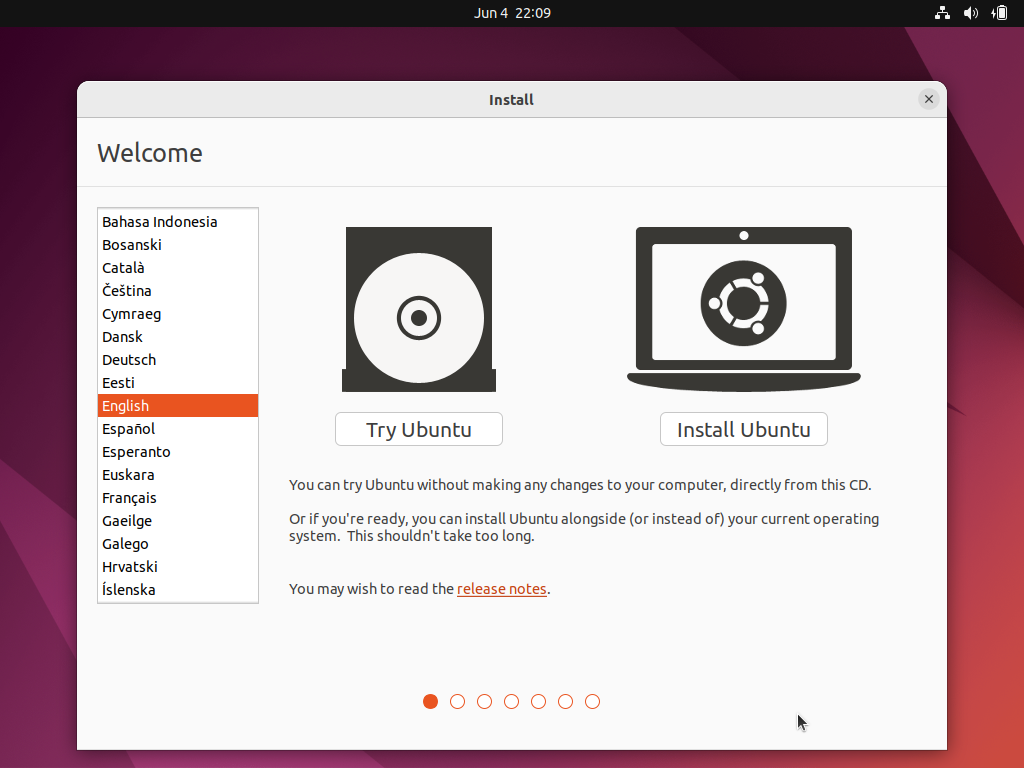 Jun 4 22:09
Install
Welcome
Bahasa Indonesia
Bosanski
Català
Čeština
Cymraeg
Dansk
Deutsch
Eesti
English
Español
Esperanto
Euskara
Français
Gaeilge
Galego
Hrvatski
Íslenska
Try Ubuntu
Install Ubuntu
You can try Ubuntu without making any changes to your computer, directly from this CD.
Or if you're ready, you can install Ubuntu alongside (or instead of) your current operating
system. This shouldn't take too long.
You may wish to read the release notes.